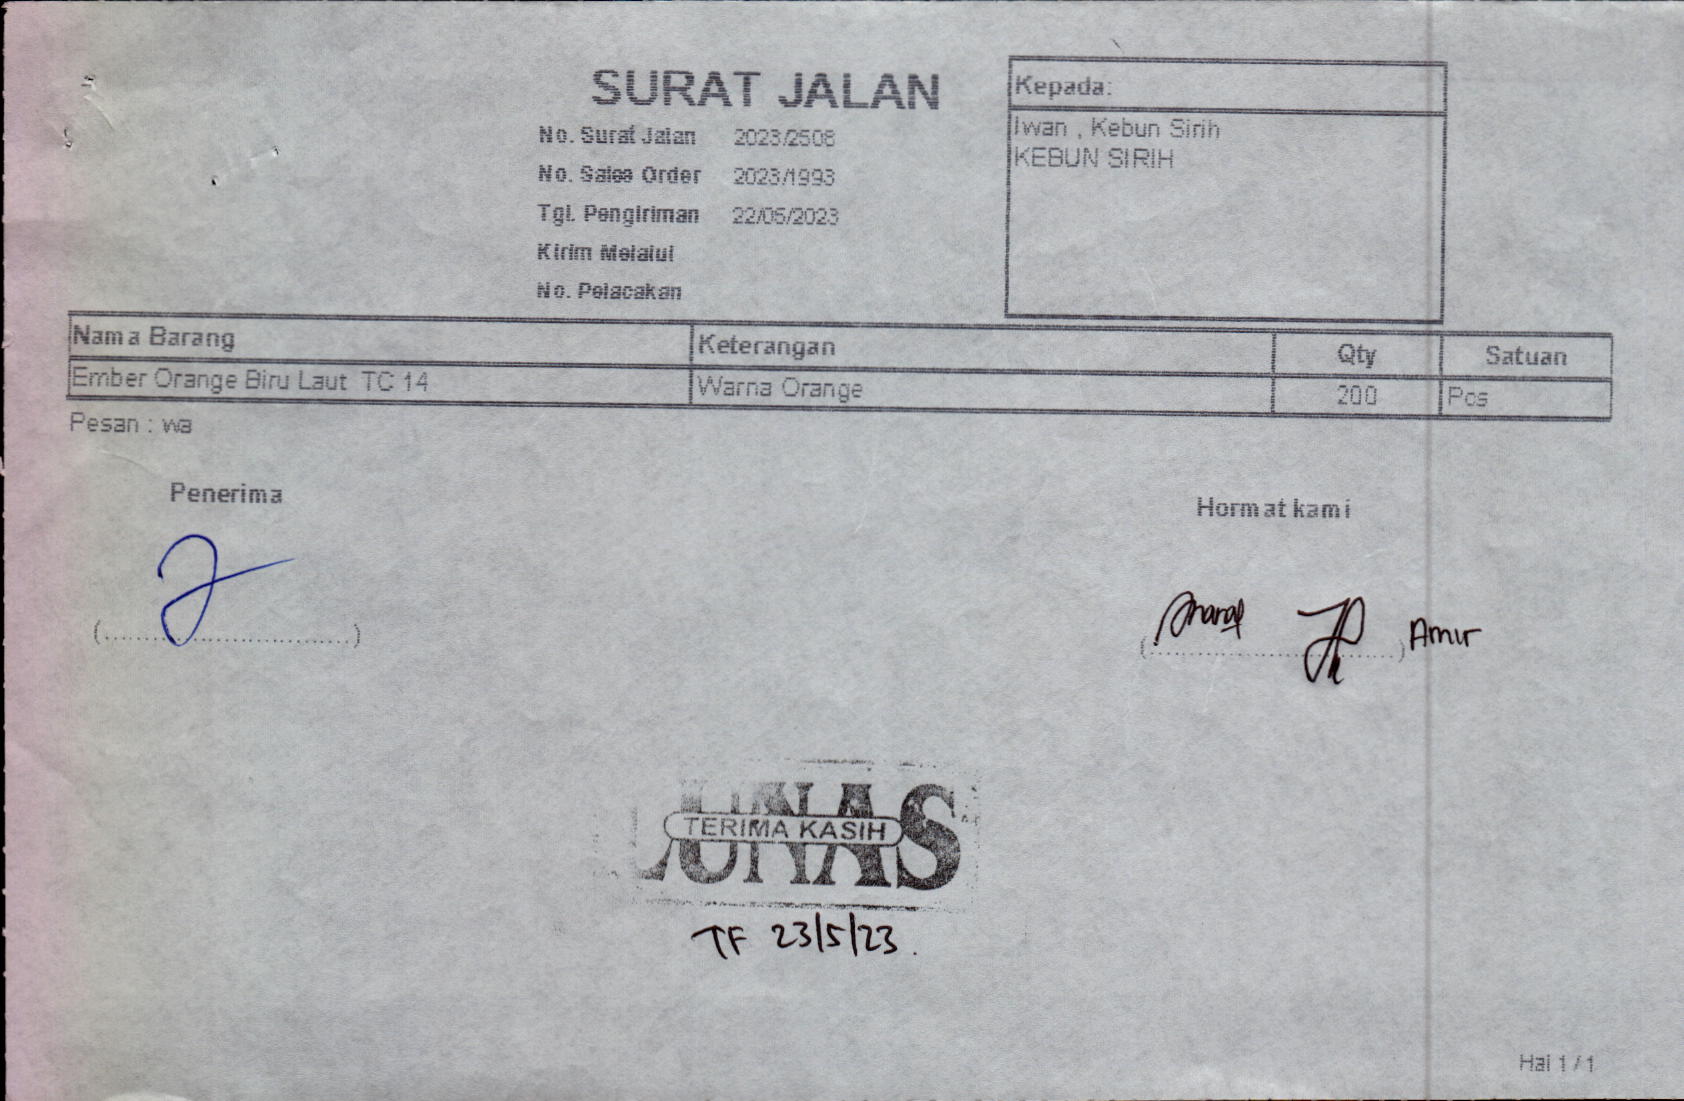 SURAT JALAN
Kepada:
No. Surat Jalan 2023/2508
Iwan , Kebun Sirih
KEBUN SIRIH
No. Sales Order 2023/1993
Tgl. Pengiriman 22/05/2023
Kirim Melalui
No. Pelacakan
Nama Barang Keterangan Qty Satuan
Ember Orange Biru Laut TC 14 Warna Orange 200 Pcs
Pesan : wa
Penerima
Hormat kami
(..............................)
(..............................) Amir
LUNAS
TERIMA KASIH
TF 23/5/23.
Hal 1 / 1